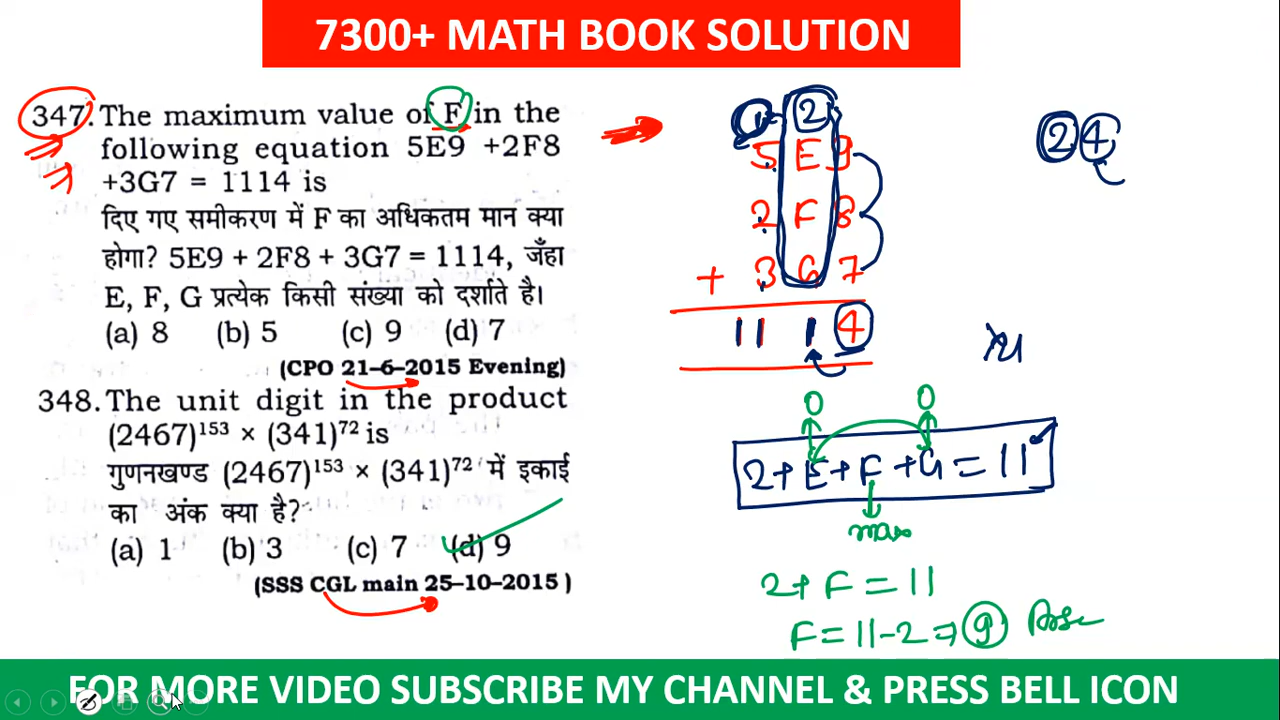 7300+ MATH BOOK SOLUTION
347. The maximum value of F in the
following equation 5E9 +2F8
+3G7 = 1114 is
दिए गए समीकरण में F का अधिकतम मान क्या
होगा? 5E9 + 2F8 + 3G7 = 1114, जँहा
E, F, G प्रत्येक किसी संख्या को दर्शाते है।
(a) 8 (b) 5 (c) 9 (d) 7
(CPO 21-6-2015 Evening)
348. The unit digit in the product
(2467)¹⁵³ × (341)⁷² is
गुणनखण्ड (2467)¹⁵³ × (341)⁷² में इकाई
का अंक क्या है?
(a) 1 (b) 3 (c) 7 (d) 9
(SSS CGL main 25-10-2015 )
1 2
5 E 9
2 F 8
+ 3 G 7
11 1 4
24
0 0
2 + E + F + G = 11
max
2 + F = 11
F = 11 - 2 ⇒ 9
FOR MORE VIDEO SUBSCRIBE MY CHANNEL & PRESS BELL ICON